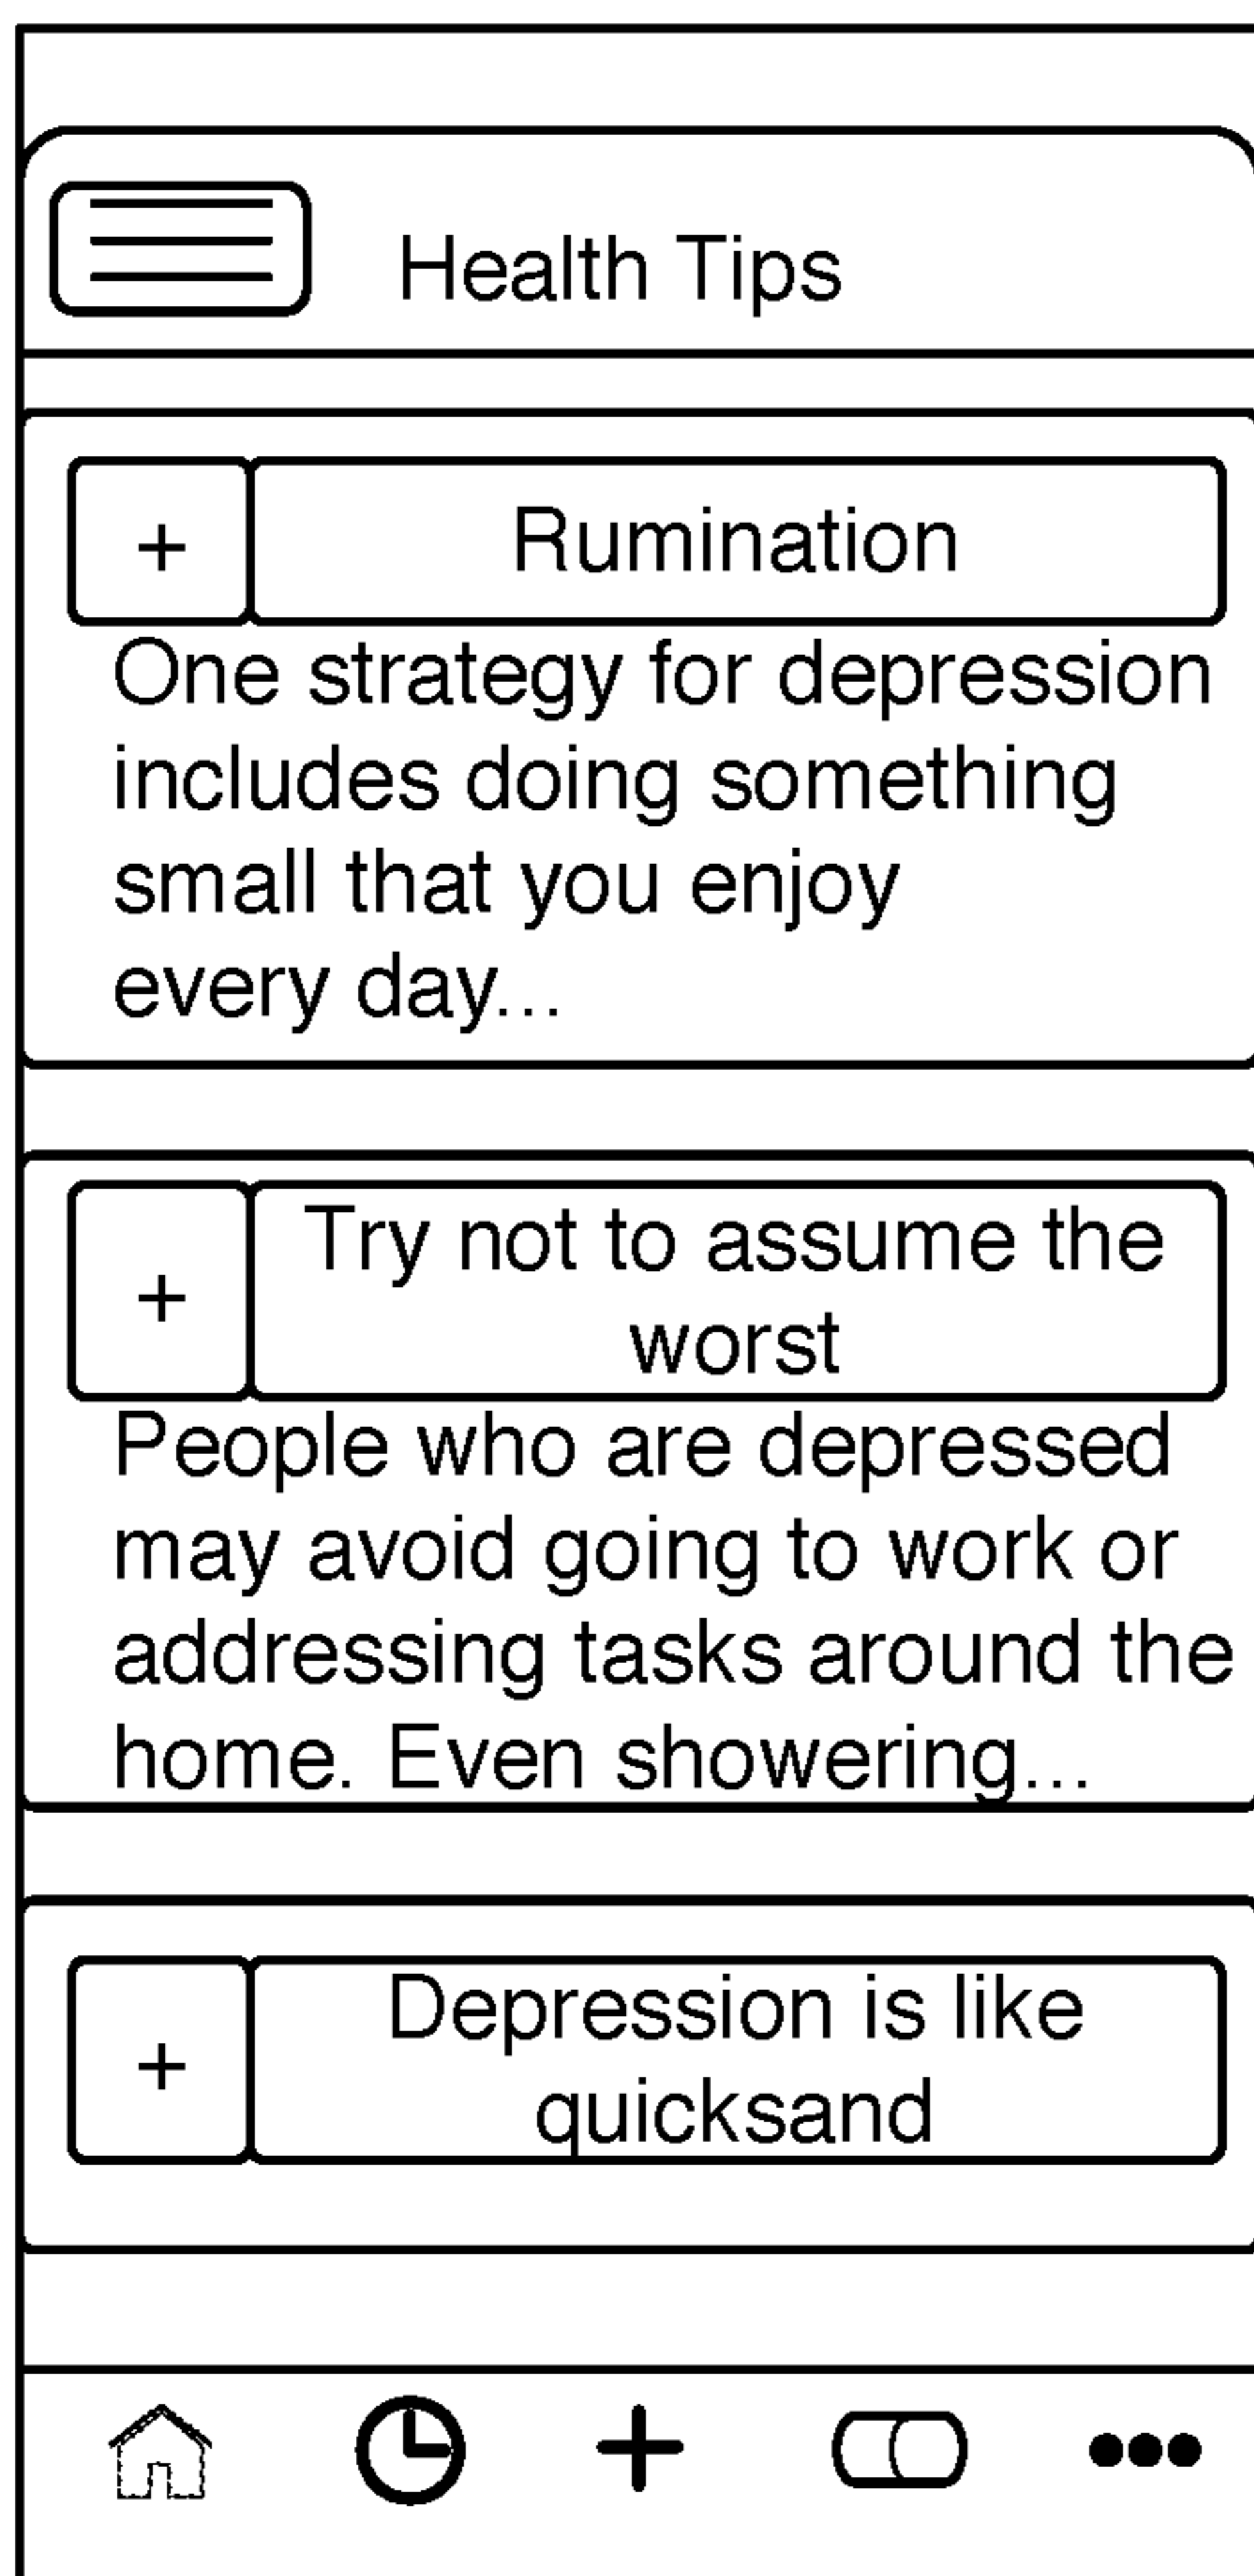 Health Tips
+
Rumination
One strategy for depression
includes doing something
small that you enjoy
every day...
+
Try not to assume the
worst
People who are depressed
may avoid going to work or
addressing tasks around the
home. Even showering...
+
Depression is like
quicksand